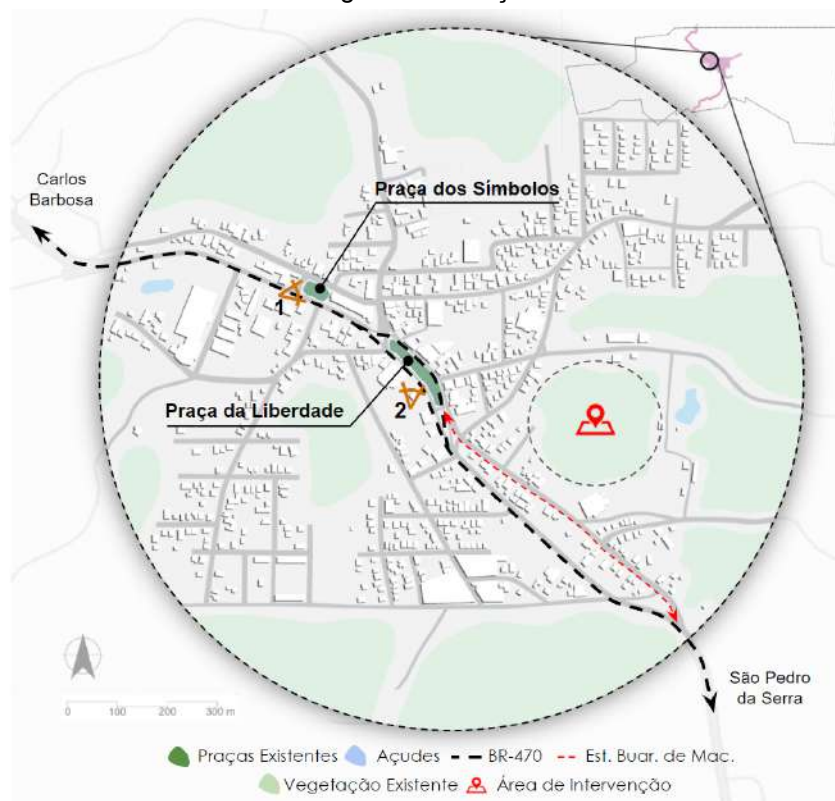 Carlos
Barbosa
Praça dos Símbolos
1
Praça da Liberdade
2
São Pedro
da Serra
0 100 200 300 m
Praças Existentes Açudes BR-470 Est. Buar. de Mac.
Vegetação Existente Área de Intervenção